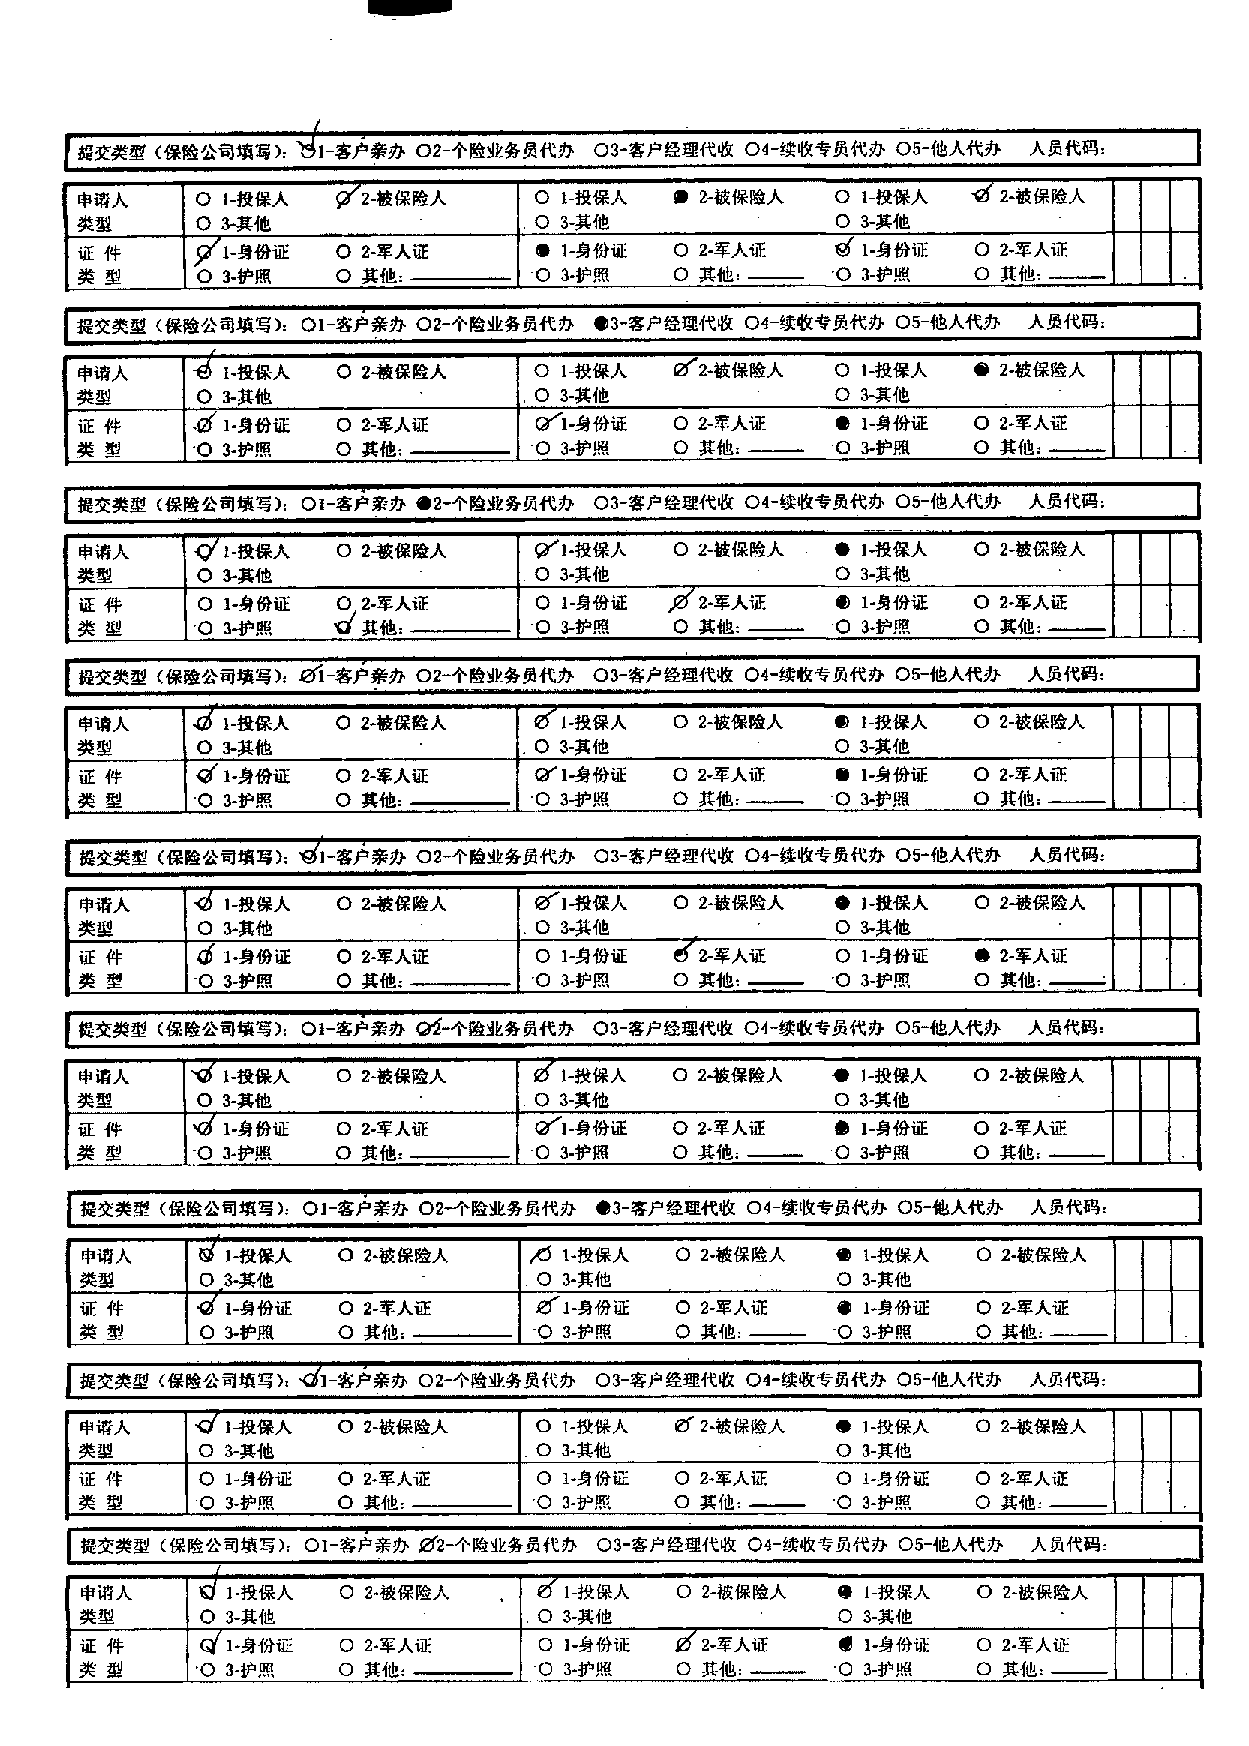 提交类型（保险公司填写）：○1-客户亲办 ○2-个险业务员代办 ○3-客户经理代收 ○4-续收专员代办 ○5-他人代办 人员代码：
申请人 ○ 1-投保人 ○ 2-被保险人 ○ 1-投保人 ● 2-被保险人 ○ 1-投保人 ○ 2-被保险人
类型 ○ 3-其他 ○ 3-其他 ○ 3-其他
证 件 ○ 1-身份证 ○ 2-军人证 ● 1-身份证 ○ 2-军人证 ○ 1-身份证 ○ 2-军人证
类 型 ○ 3-护照 ○ 其他： ○ 3-护照 ○ 其他： ○ 3-护照 ○ 其他：
提交类型（保险公司填写）：○1-客户亲办 ○2-个险业务员代办 ●3-客户经理代收 ○4-续收专员代办 ○5-他人代办 人员代码：
申请人 ○ 1-投保人 ○ 2-被保险人 ○ 1-投保人 ○ 2-被保险人 ○ 1-投保人 ● 2-被保险人
类型 ○ 3-其他 ○ 3-其他 ○ 3-其他
证 件 ○ 1-身份证 ○ 2-军人证 ○ 1-身份证 ○ 2-军人证 ● 1-身份证 ○ 2-军人证
类 型 ○ 3-护照 ○ 其他： ○ 3-护照 ○ 其他： ○ 3-护照 ○ 其他：
提交类型（保险公司填写）：○1-客户亲办 ●2-个险业务员代办 ○3-客户经理代收 ○4-续收专员代办 ○5-他人代办 人员代码：
申请人 ○ 1-投保人 ○ 2-被保险人 ○ 1-投保人 ○ 2-被保险人 ● 1-投保人 ○ 2-被保险人
类型 ○ 3-其他 ○ 3-其他 ○ 3-其他
证 件 ○ 1-身份证 ○ 2-军人证 ○ 1-身份证 ○ 2-军人证 ● 1-身份证 ○ 2-军人证
类 型 ○ 3-护照 ○ 其他： ○ 3-护照 ○ 其他： ○ 3-护照 ○ 其他：
提交类型（保险公司填写）：○1-客户亲办 ○2-个险业务员代办 ○3-客户经理代收 ○4-续收专员代办 ○5-他人代办 人员代码：
申请人 ○ 1-投保人 ○ 2-被保险人 ○ 1-投保人 ○ 2-被保险人 ● 1-投保人 ○ 2-被保险人
类型 ○ 3-其他 ○ 3-其他 ○ 3-其他
证 件 ○ 1-身份证 ○ 2-军人证 ○ 1-身份证 ○ 2-军人证 ● 1-身份证 ○ 2-军人证
类 型 ○ 3-护照 ○ 其他： ○ 3-护照 ○ 其他： ○ 3-护照 ○ 其他：
提交类型（保险公司填写）：○1-客户亲办 ○2-个险业务员代办 ○3-客户经理代收 ○4-续收专员代办 ○5-他人代办 人员代码：
申请人 ○ 1-投保人 ○ 2-被保险人 ○ 1-投保人 ○ 2-被保险人 ● 1-投保人 ○ 2-被保险人
类型 ○ 3-其他 ○ 3-其他 ○ 3-其他
证 件 ○ 1-身份证 ○ 2-军人证 ○ 1-身份证 ○ 2-军人证 ○ 1-身份证 ● 2-军人证
类 型 ○ 3-护照 ○ 其他： ○ 3-护照 ○ 其他： ○ 3-护照 ○ 其他：
提交类型（保险公司填写）：○1-客户亲办 ○2-个险业务员代办 ○3-客户经理代收 ○4-续收专员代办 ○5-他人代办 人员代码：
申请人 ○ 1-投保人 ○ 2-被保险人 ○ 1-投保人 ○ 2-被保险人 ● 1-投保人 ○ 2-被保险人
类型 ○ 3-其他 ○ 3-其他 ○ 3-其他
证 件 ○ 1-身份证 ○ 2-军人证 ○ 1-身份证 ○ 2-军人证 ● 1-身份证 ○ 2-军人证
类 型 ○ 3-护照 ○ 其他： ○ 3-护照 ○ 其他： ○ 3-护照 ○ 其他：
提交类型（保险公司填写）：○1-客户亲办 ○2-个险业务员代办 ●3-客户经理代收 ○4-续收专员代办 ○5-他人代办 人员代码：
申请人 ○ 1-投保人 ○ 2-被保险人 ○ 1-投保人 ○ 2-被保险人 ● 1-投保人 ○ 2-被保险人
类型 ○ 3-其他 ○ 3-其他 ○ 3-其他
证 件 ○ 1-身份证 ○ 2-军人证 ○ 1-身份证 ○ 2-军人证 ● 1-身份证 ○ 2-军人证
类 型 ○ 3-护照 ○ 其他： ○ 3-护照 ○ 其他： ○ 3-护照 ○ 其他：
提交类型（保险公司填写）：○1-客户亲办 ○2-个险业务员代办 ○3-客户经理代收 ○4-续收专员代办 ○5-他人代办 人员代码：
申请人 ○ 1-投保人 ○ 2-被保险人 ○ 1-投保人 ○ 2-被保险人 ● 1-投保人 ○ 2-被保险人
类型 ○ 3-其他 ○ 3-其他 ○ 3-其他
证 件 ○ 1-身份证 ○ 2-军人证 ○ 1-身份证 ○ 2-军人证 ○ 1-身份证 ○ 2-军人证
类 型 ○ 3-护照 ○ 其他： ○ 3-护照 ○ 其他： ○ 3-护照 ○ 其他：
提交类型（保险公司填写）：○1-客户亲办 ○2-个险业务员代办 ○3-客户经理代收 ○4-续收专员代办 ○5-他人代办 人员代码：
申请人 ○ 1-投保人 ○ 2-被保险人 ○ 1-投保人 ○ 2-被保险人 ● 1-投保人 ○ 2-被保险人
类型 ○ 3-其他 ○ 3-其他 ○ 3-其他
证 件 ○ 1-身份证 ○ 2-军人证 ○ 1-身份证 ○ 2-军人证 ● 1-身份证 ○ 2-军人证
类 型 ○ 3-护照 ○ 其他： ○ 3-护照 ○ 其他： ○ 3-护照 ○ 其他：